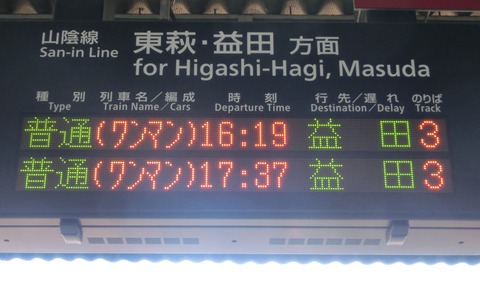 山陰線 東萩・益田 方面
San-in Line for Higashi-Hagi, Masuda
種別 列車名/編成 時刻 行先/遅れ のりば
Type Train Name/Cars Departure Time Destination/Delay Track
普通(ワンマン)16:19 益田 3
普通(ワンマン)17:37 益田 3